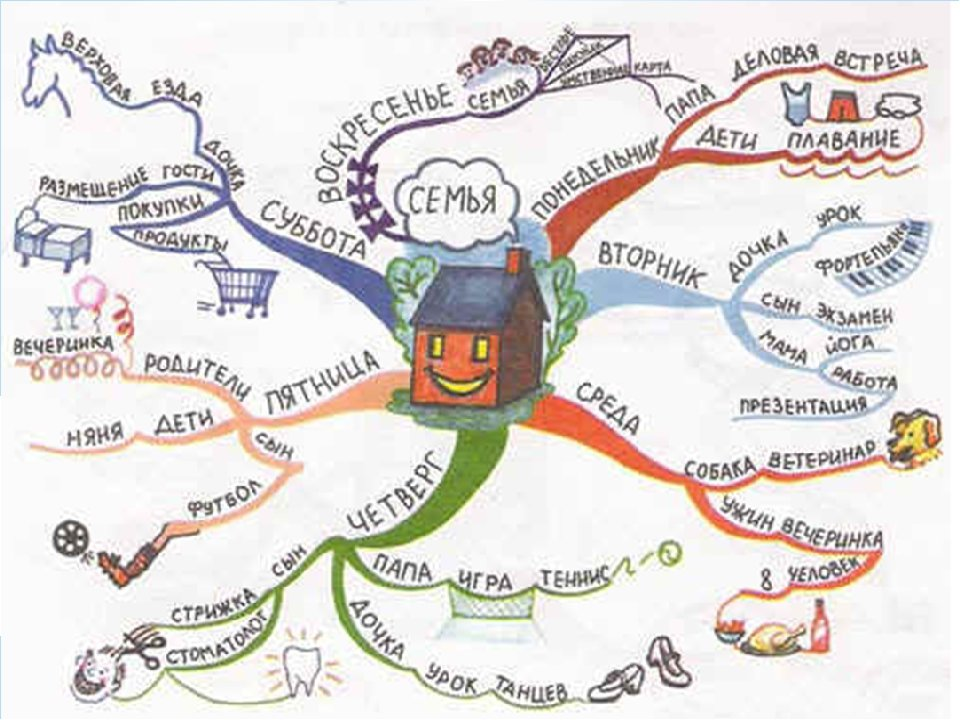 СЕМЬЯ
ПОНЕДЕЛЬНИК
ПАПА
ДЕЛОВАЯ ВСТРЕЧА
ДЕТИ ПЛАВАНИЕ
ВТОРНИК
ДОЧКА УРОК
ФОРТЕПЬЯНО
СЫН ЭКЗАМЕН
МАМА ЙОГА
РАБОТА
ПРЕЗЕНТАЦИЯ
СРЕДА
СОБАКА ВЕТЕРИНАР
УЖИН ВЕЧЕРИНКА
8 ЧЕЛОВЕК
ЧЕТВЕРГ
ПАПА ИГРА ТЕННИС
ДОЧКА УРОК ТАНЦЕВ
СЫН
СТРИЖКА
СТОМАТОЛОГ
ПЯТНИЦА
РОДИТЕЛИ
ВЕЧЕРИНКА
ДЕТИ
НЯНЯ
СЫН
ФУТБОЛ
СУББОТА
ДОЧКА
ВЕРХОВАЯ ЕЗДА
ГОСТИ
РАЗМЕЩЕНИЕ
ПОКУПКИ
ПРОДУКТЫ
ВОСКРЕСЕНЬЕ
СЕМЬЯ
КАРТА